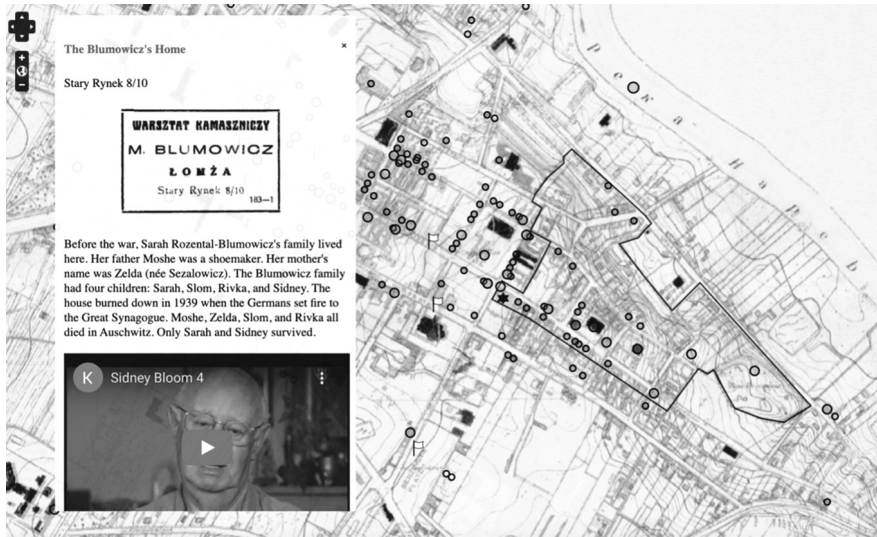 The Blumowicz's Home
×
Stary Rynek 8/10
WARSZTAT KAMASZNICZY
M. BLUMOWICZ
ŁOMŻA
Stary Rynek 8/10
183—1
Before the war, Sarah Rozental-Blumowicz's family lived
here. Her father Moshe was a shoemaker. Her mother's
name was Zelda (née Sezalowicz). The Blumowicz family
had four children: Sarah, Slom, Rivka, and Sidney. The
house burned down in 1939 when the Germans set fire to
the Great Synagogue. Moshe, Zelda, Slom, and Rivka all
died in Auschwitz. Only Sarah and Sidney survived.
K Sidney Bloom 4